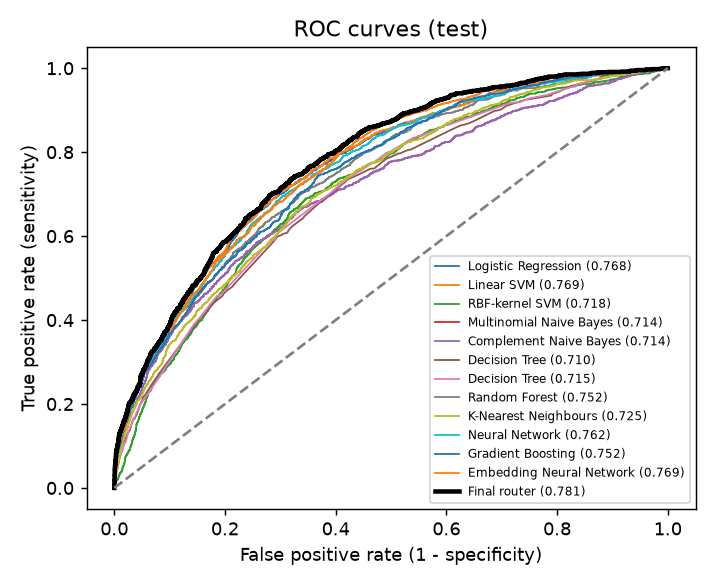 ROC curves (test)
True positive rate (sensitivity)
1.0
0.8
0.6
0.4
0.2
0.0
Logistic Regression (0.768)
Linear SVM (0.769)
RBF-kernel SVM (0.718)
Multinomial Naive Bayes (0.714)
Complement Naive Bayes (0.714)
Decision Tree (0.710)
Decision Tree (0.715)
Random Forest (0.752)
K-Nearest Neighbours (0.725)
Neural Network (0.762)
Gradient Boosting (0.752)
Embedding Neural Network (0.769)
Final router (0.781)
0.0 0.2 0.4 0.6 0.8 1.0
False positive rate (1 - specificity)